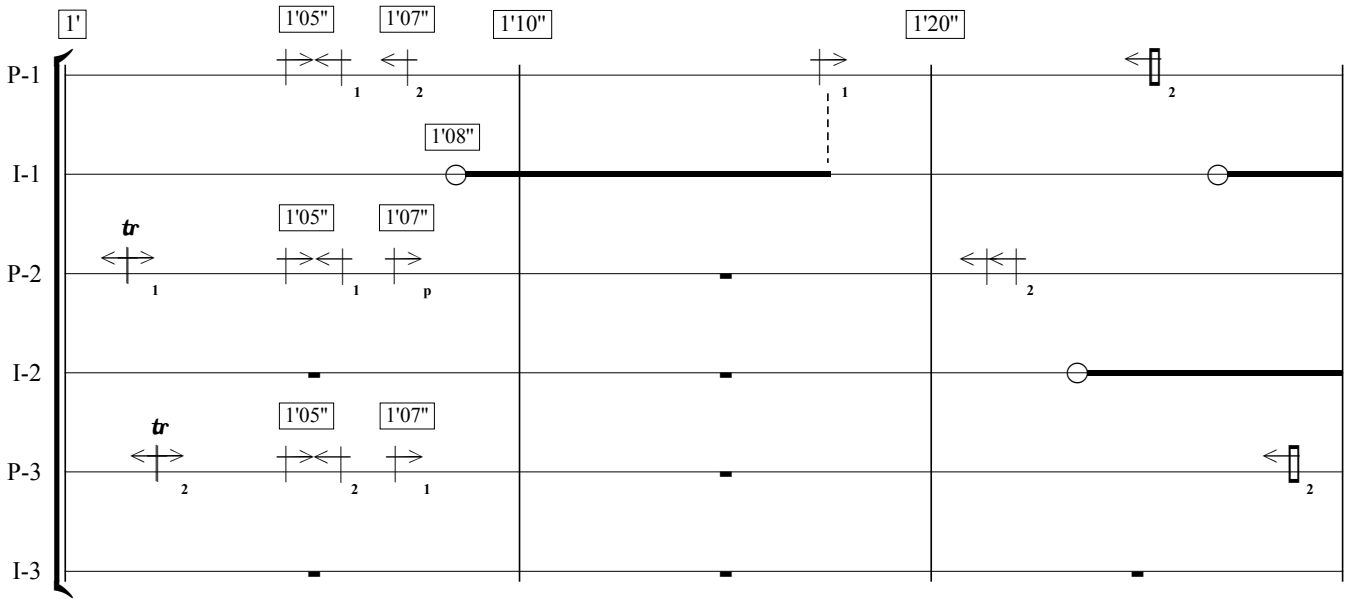 1' 1'05" 1'07" 1'10" 1'20"
P-1 1 2 1 2
1'08"
I-1
1'05" 1'07"
tr
P-2 1 1 p 2
I-2
1'05" 1'07"
tr
P-3 2 2 1 2
I-3